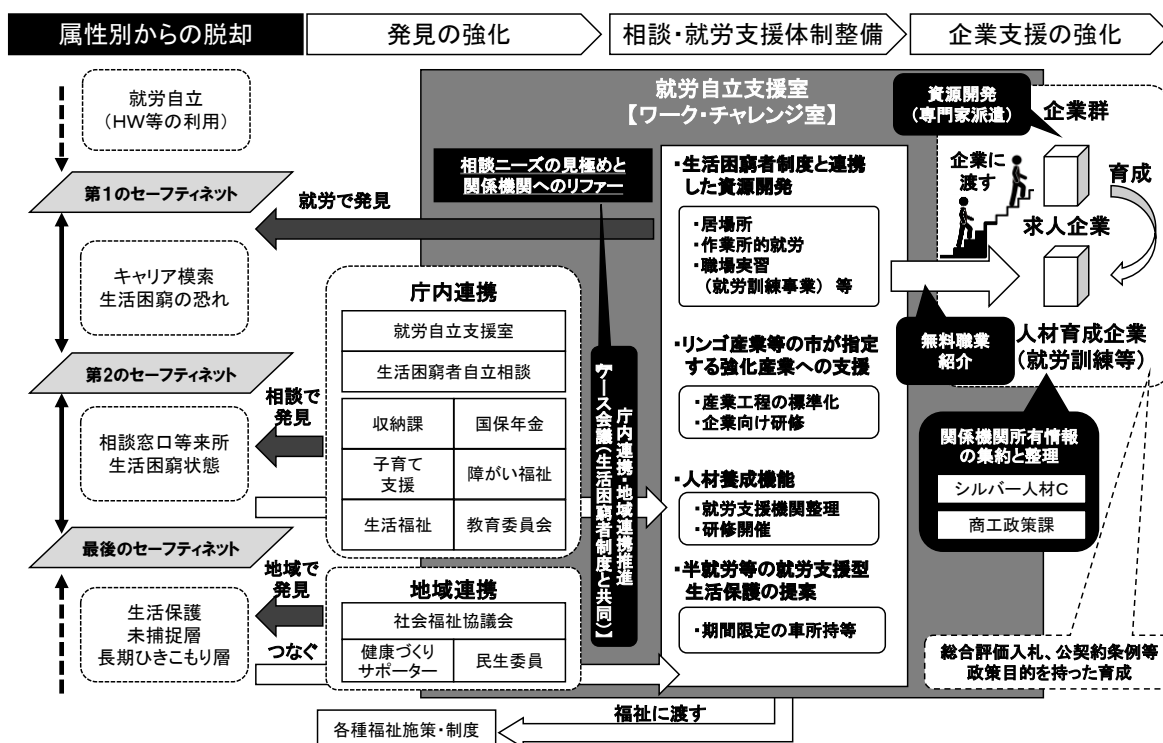 属性別からの脱却
発見の強化
相談・就労支援体制整備
企業支援の強化
就労自立
(HW等の利用)
第1のセーフティネット
キャリア模索
生活困窮の恐れ
第2のセーフティネット
相談窓口等来所
生活困窮状態
最後のセーフティネット
生活保護
未捕捉層
長期ひきこもり層
就労で発見
相談で
発見
地域で
発見
つなぐ
庁内連携
就労自立支援室
生活困窮者自立相談
収納課
国保年金
子育て
支援
障がい福祉
生活福祉
教育委員会
地域連携
社会福祉協議会
健康づくり
サポーター
民生委員
就労自立支援室
【ワーク・チャレンジ室】
相談ニーズの見極めと
関係機関へのリファー
庁内連携・地域連携推進
【ケース会議(生活困窮者制度と共同)】
・生活困窮者制度と連携
した資源開発
・居場所
・作業所的就労
・職場実習
(就労訓練事業) 等
・リンゴ産業等の市が指定
する強化産業への支援
・産業工程の標準化
・企業向け研修
・人材養成機能
・就労支援機関整理
・研修開催
・半就労等の就労支援型
生活保護の提案
・期間限定の車所持等
資源開発
(専門家派遣)
企業群
企業に
渡す
育成
求人企業
無料職業
紹介
人材育成企業
(就労訓練等)
関係機関所有情報
の集約と整理
シルバー人材C
商工政策課
総合評価入札、公契約条例等
政策目的を持った育成
福祉に渡す
各種福祉施策・制度